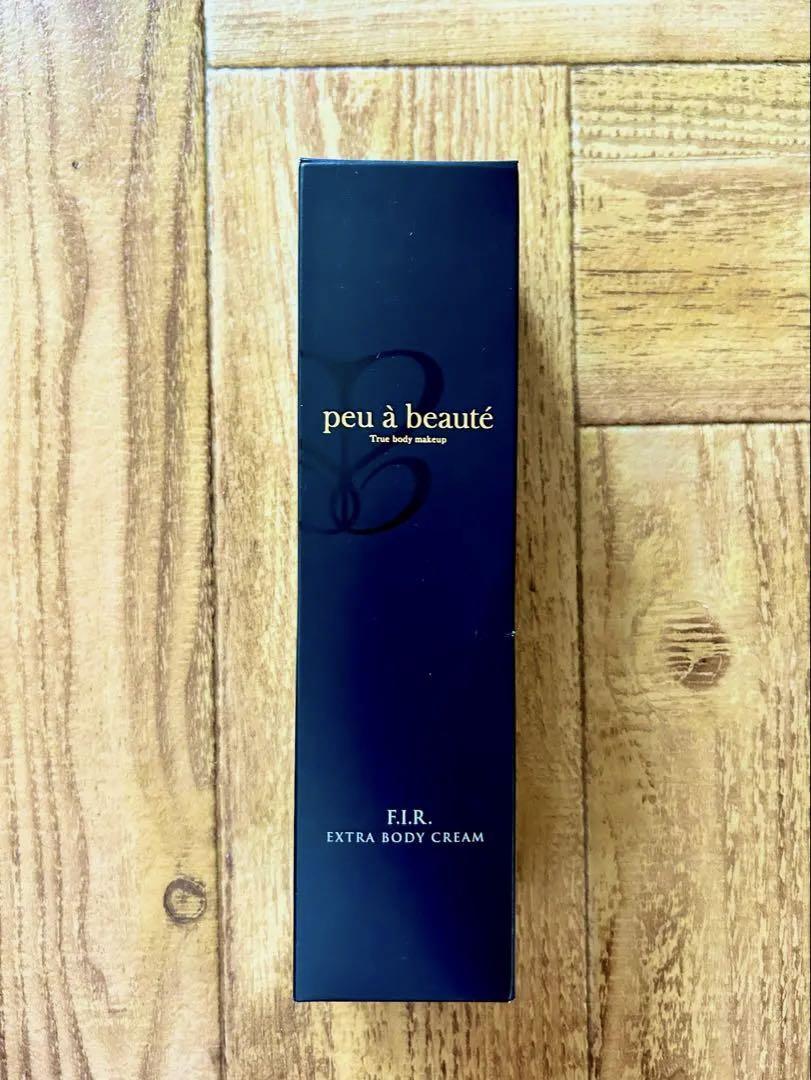 peu à beauté
True body makeup
F.I.R.
EXTRA BODY CREAM